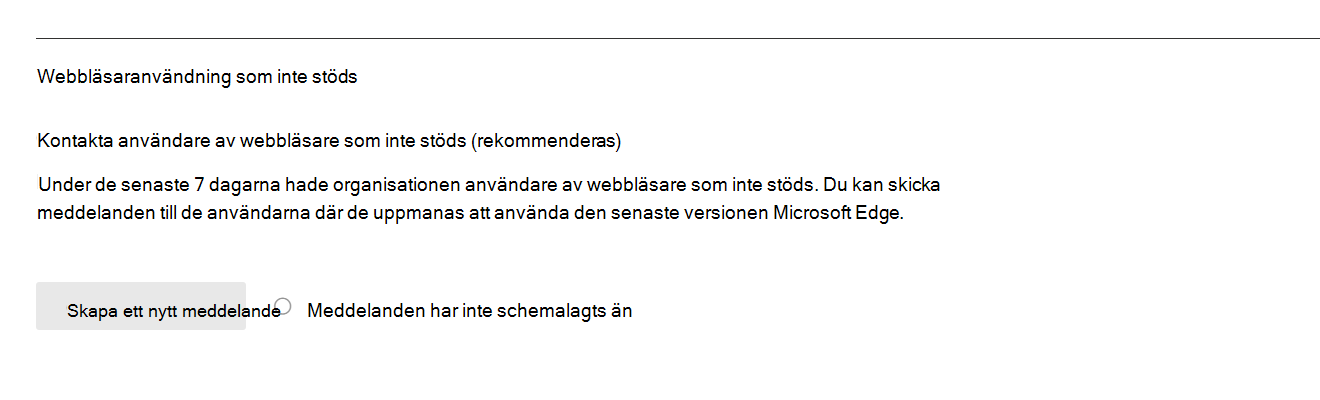 Webbläsaranvändning som inte stöds
Kontakta användare av webbläsare som inte stöds (rekommenderas)
Under de senaste 7 dagarna hade organisationen användare av webbläsare som inte stöds. Du kan skicka
meddelanden till de användarna där de uppmanas att använda den senaste versionen Microsoft Edge.
Skapa ett nytt meddelande Meddelanden har inte schemalagts än